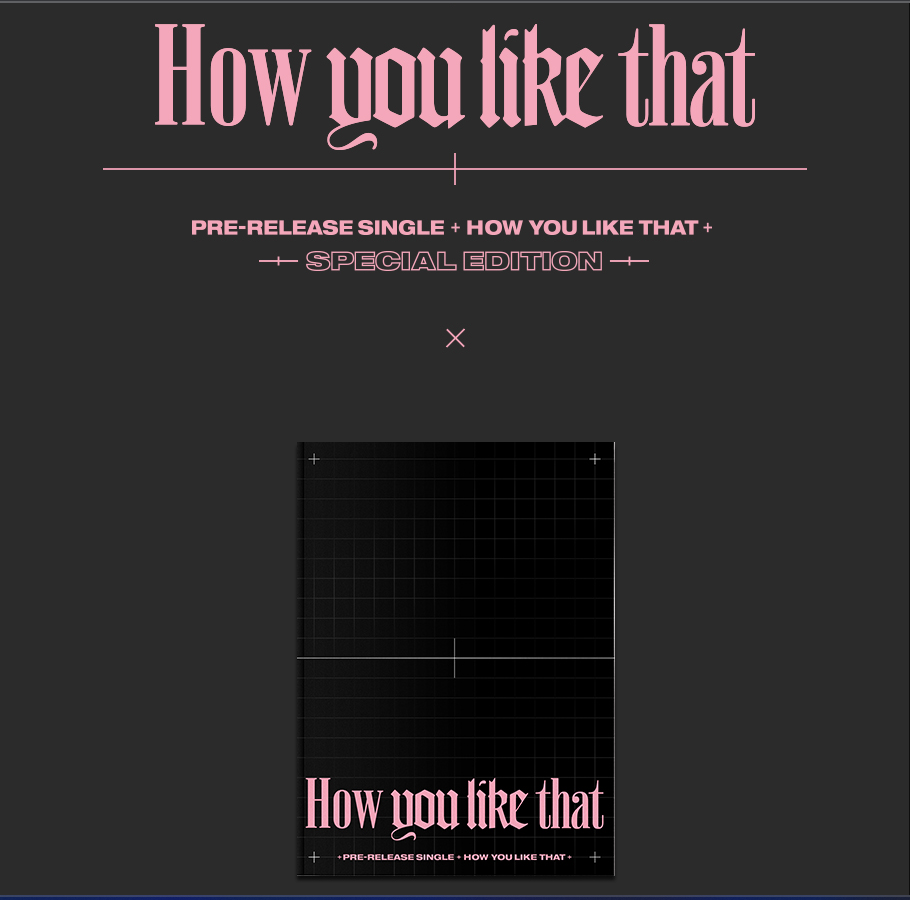 How you like that
PRE-RELEASE SINGLE + HOW YOU LIKE THAT +
SPECIAL EDITION
How you like that
+PRE-RELEASE SINGLE + HOW YOU LIKE THAT +